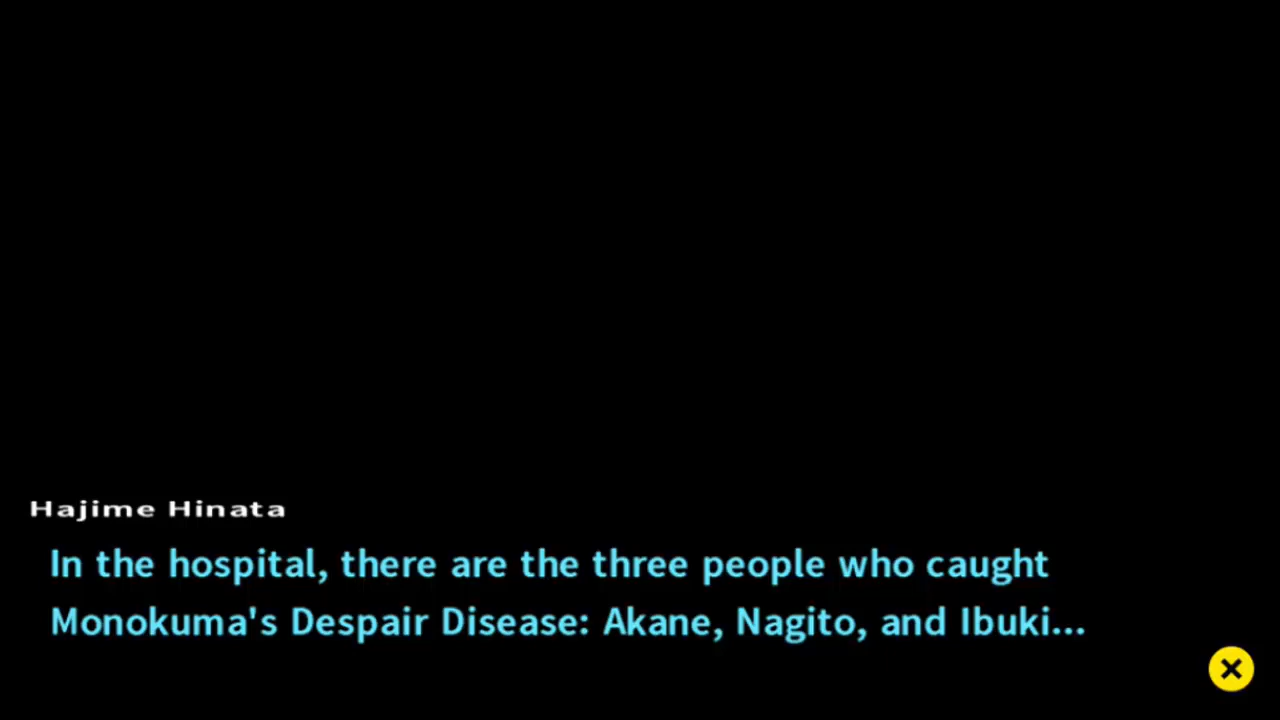 Hajime Hinata
In the hospital, there are the three people who caught
Monokuma's Despair Disease: Akane, Nagito, and Ibuki...